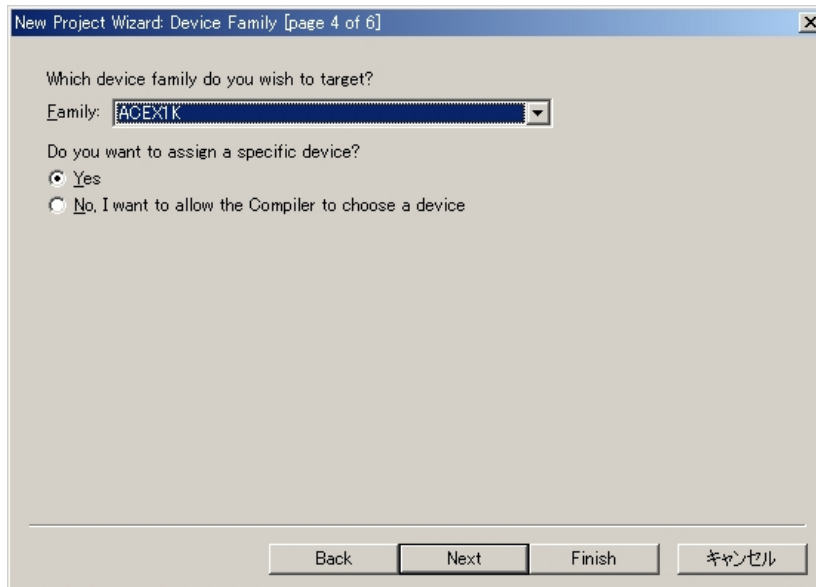 New Project Wizard: Device Family [page 4 of 6]
Which device family do you wish to target?
Family: ACEX1K
Do you want to assign a specific device?
Yes
No, I want to allow the Compiler to choose a device
Back Next Finish キャンセル